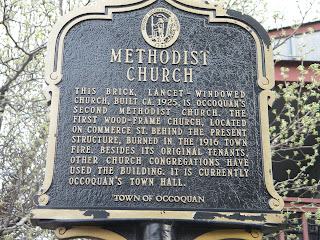 METHODIST
CHURCH
THIS BRICK, LANCET-WINDOWED
CHURCH, BUILT CA. 1925, IS OCCOQUAN'S
SECOND METHODIST CHURCH. THE
FIRST WOOD-FRAME CHURCH, LOCATED
ON COMMERCE ST. BEHIND THE PRESENT
STRUCTURE, BURNED IN THE 1916 TOWN
FIRE. BESIDES ITS ORIGINAL TENANTS,
OTHER CHURCH CONGREGATIONS HAVE
USED THE BUILDING. IT IS CURRENTLY
OCCOQUAN'S TOWN HALL.
TOWN OF OCCOQUAN